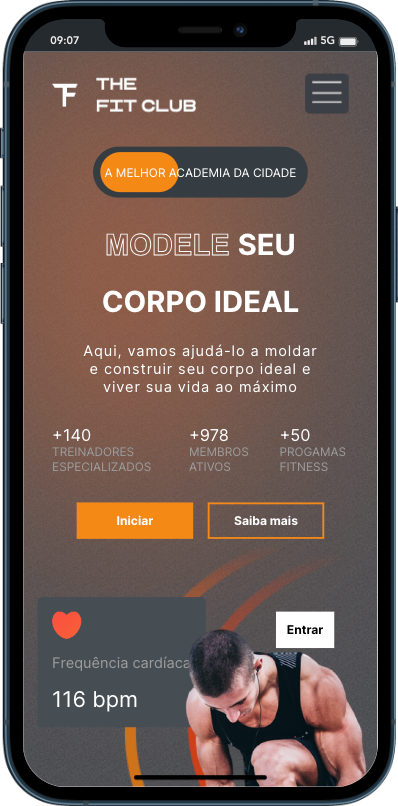 09:07
5G
THE
FIT CLUB
A MELHOR ACADEMIA DA CIDADE
MODELE SEU
CORPO IDEAL
Aqui, vamos ajudá-lo a moldar
e construir seu corpo ideal e
viver sua vida ao máximo
+140 +978 +50
TREINADORES MEMBROS PROGAMAS
ESPECIALIZADOS ATIVOS FITNESS
Iniciar Saiba mais
Entrar
Frequência cardíaca
116 bpm